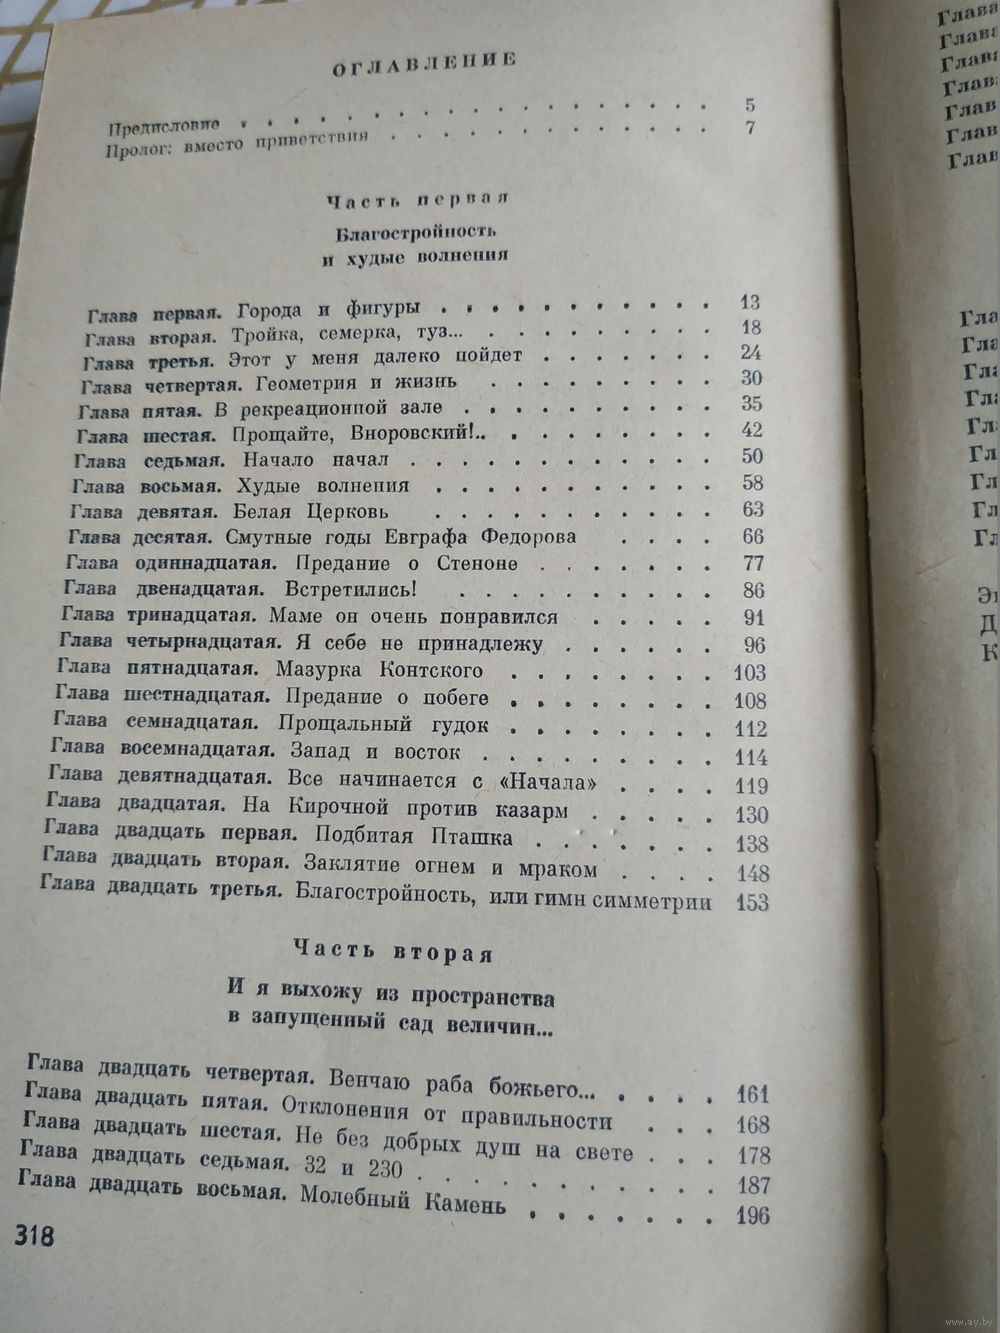 ОГЛАВЛЕНИЕ
Предисловие . . . . . . . . . . . . . . . . . . 5
Пролог: вместо приветствия . . . . . . . . . . . . . 7
Часть первая
Благостройность
и худые волнения
Глава первая. Города и фигуры . . . . . . . . . . . 13
Глава вторая. Тройка, семерка, туз... . . . . . . . . . 18
Глава третья. Этот у меня далеко пойдет . . . . . . . 24
Глава четвертая. Геометрия и жизнь . . . . . . . . . 30
Глава пятая. В рекреационной зале . . . . . . . . . . 35
Глава шестая. Прощайте, Вноровский!.. . . . . . . . . 42
Глава седьмая. Начало начал . . . . . . . . . . . . 50
Глава восьмая. Худые волнения . . . . . . . . . . . 58
Глава девятая. Белая Церковь . . . . . . . . . . . 63
Глава десятая. Смутные годы Евграфа Федорова . . . . 66
Глава одиннадцатая. Предание о Стеноне . . . . . . . 77
Глава двенадцатая. Встретились! . . . . . . . . . . 86
Глава тринадцатая. Маме он очень понравился . . . . . 91
Глава четырнадцатая. Я себе не принадлежу . . . . . . 96
Глава пятнадцатая. Мазурка Контского . . . . . . . . 103
Глава шестнадцатая. Предание о побеге . . . . . . . . 108
Глава семнадцатая. Прощальный гудок . . . . . . . . 112
Глава восемнадцатая. Запад и восток . . . . . . . . . 114
Глава девятнадцатая. Все начинается с «Начала» . . . . 119
Глава двадцатая. На Кирочной против казарм . . . . . 130
Глава двадцать первая. Подбитая Пташка . . . . . . . 138
Глава двадцать вторая. Заклятие огнем и мраком . . . . 148
Глава двадцать третья. Благостройность, или гимн симметрии 153
Часть вторая
И я выхожу из пространства
в запущенный сад величин...
Глава двадцать четвертая. Венчаю раба божьего... . . . . . 161
Глава двадцать пятая. Отклонения от правильности . . . 168
Глава двадцать шестая. Не без добрых душ на свете . . . 178
Глава двадцать седьмая. 32 и 230 . . . . . . . . . . . 187
Глава двадцать восьмая. Молебный Камень . . . . . . . 196
318
Глава
Глава
www.ay.by